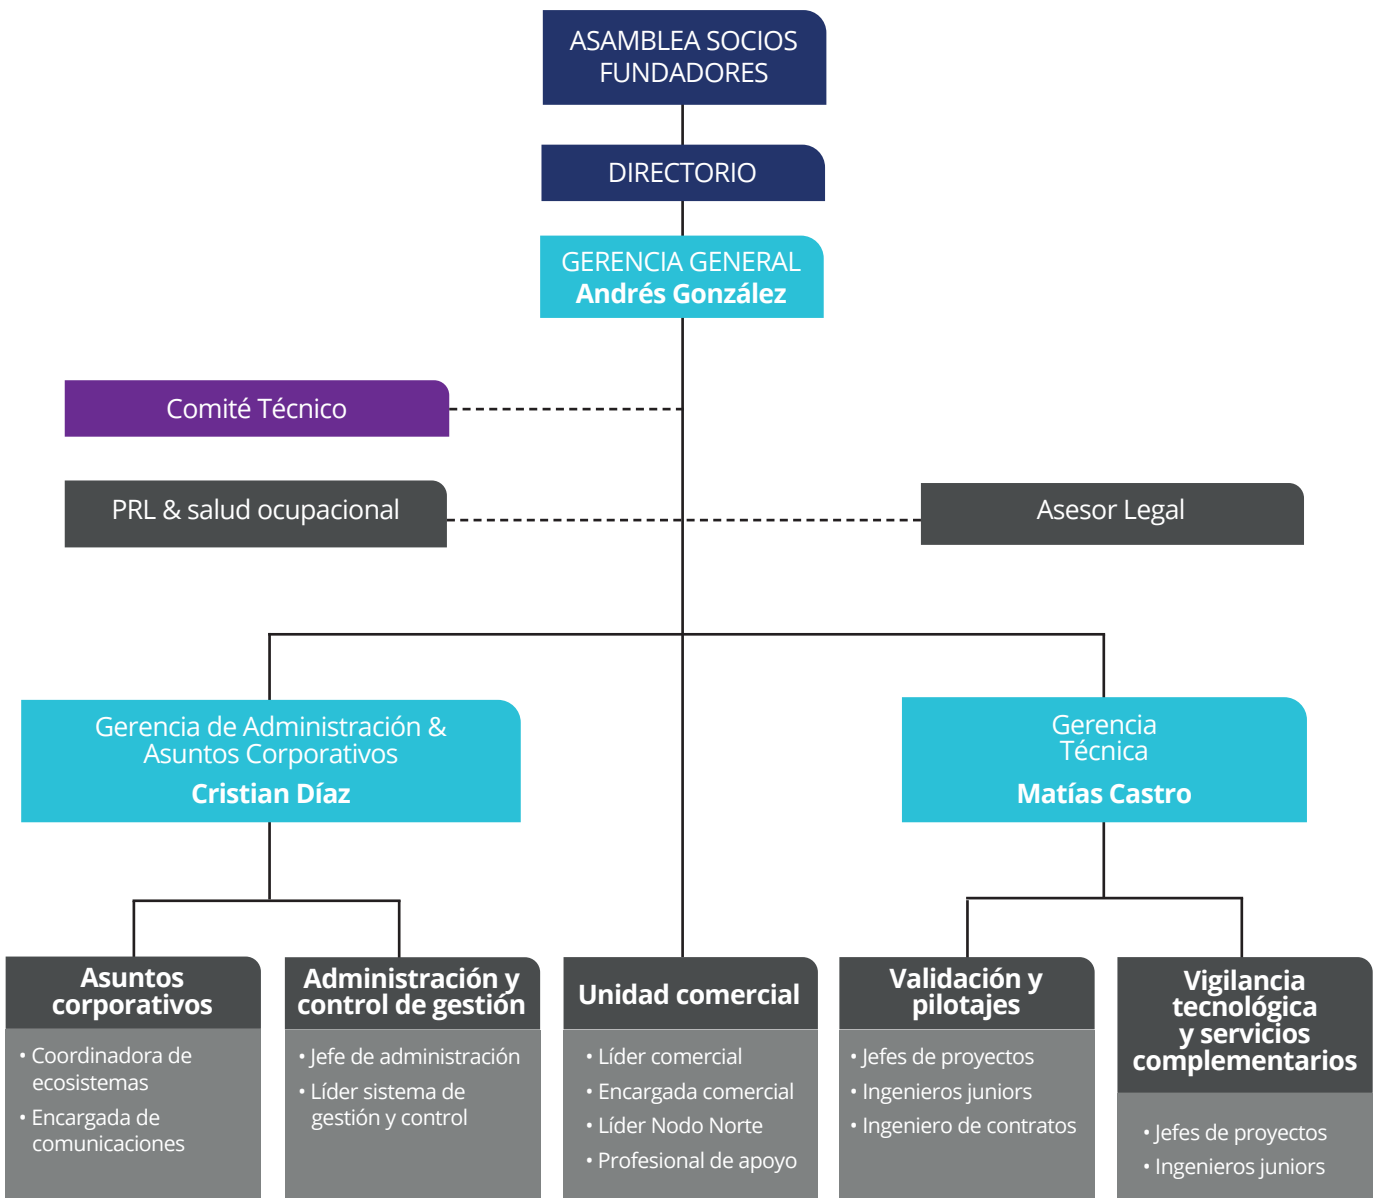 ASAMBLEA SOCIOS
FUNDADORES
DIRECTORIO
GERENCIA GENERAL
Andrés González
Comité Técnico
PRL & salud ocupacional
Asesor Legal
Gerencia de Administración &
Asuntos Corporativos
Cristian Díaz
Gerencia
Técnica
Matías Castro
Asuntos
corporativos
• Coordinadora de
ecosistemas
• Encargada de
comunicaciones
Administración y
control de gestión
• Jefe de administración
• Líder sistema de
gestión y control
Unidad comercial
• Líder comercial
• Encargada comercial
• Líder Nodo Norte
• Profesional de apoyo
Validación y
pilotajes
• Jefes de proyectos
• Ingenieros juniors
• Ingeniero de contratos
Vigilancia
tecnológica
y servicios
complementarios
• Jefes de proyectos
• Ingenieros juniors